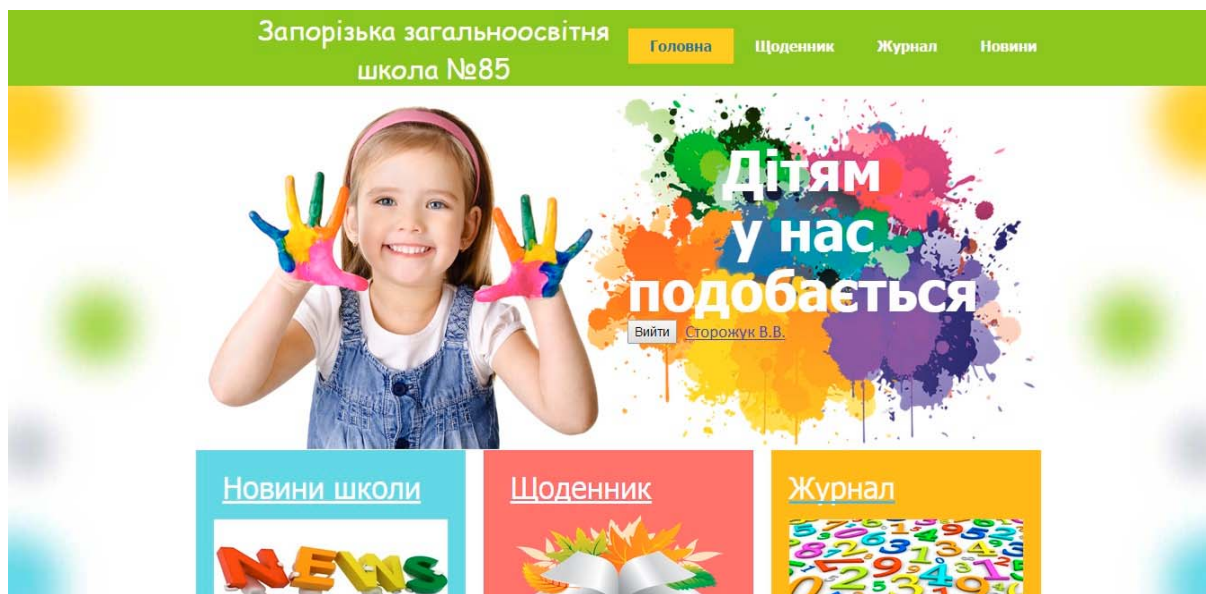 Запорізька загальноосвітня
школа №85
Головна Щоденник Журнал Новини
Дітям
у нас
подобається
Вийти Сторожук В.В.
Новини школи Щоденник Журнал
NEWS